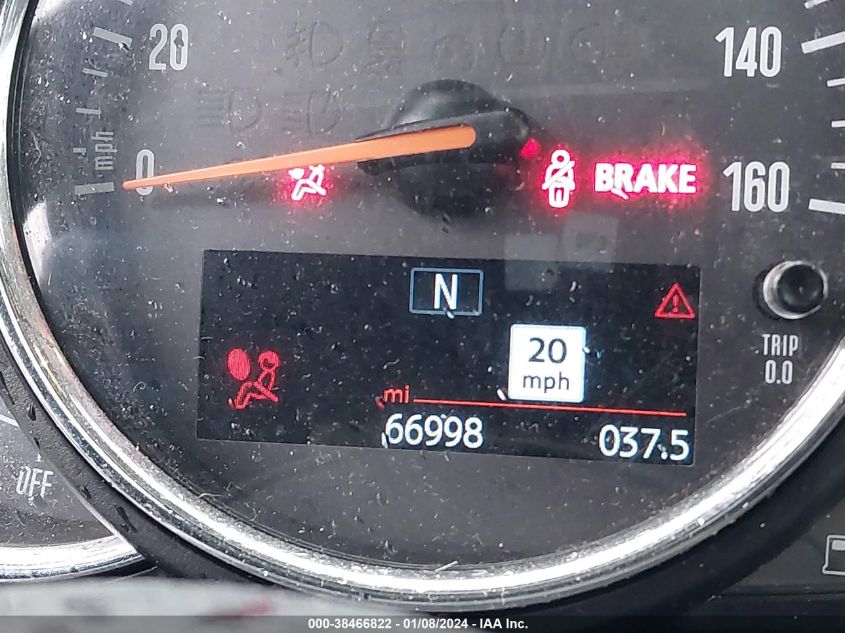 20
140
mph
0
BRAKE
160
N
20
mph
TRIP
0.0
mi
66998
037.5
OFF
000-38466822 - 01/08/2024 - IAA Inc.